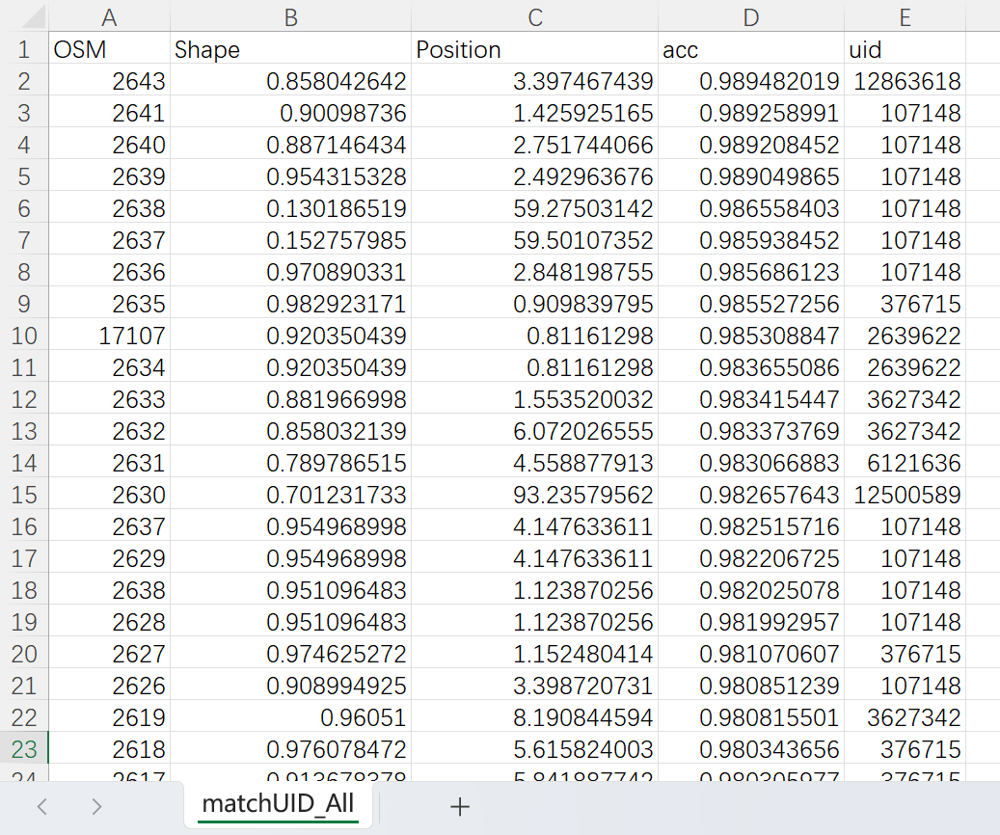 A B C D E
1 OSM Shape Position acc uid
2 2643 0.858042642 3.397467439 0.989482019 12863618
3 2641 0.90098736 1.425925165 0.989258991 107148
4 2640 0.887146434 2.751744066 0.989208452 107148
5 2639 0.954315328 2.492963676 0.989049865 107148
6 2638 0.130186519 59.27503142 0.986558403 107148
7 2637 0.152757985 59.50107352 0.985938452 107148
8 2636 0.970890331 2.848198755 0.985686123 107148
9 2635 0.982923171 0.909839795 0.985527256 376715
10 17107 0.920350439 0.81161298 0.985308847 2639622
11 2634 0.920350439 0.81161298 0.983655086 2639622
12 2633 0.881966998 1.553520032 0.983415447 3627342
13 2632 0.858032139 6.072026555 0.983373769 3627342
14 2631 0.789786515 4.558877913 0.983066883 6121636
15 2630 0.701231733 93.23579562 0.982657643 12500589
16 2637 0.954968998 4.147633611 0.982515716 107148
17 2629 0.954968998 4.147633611 0.982206725 107148
18 2638 0.951096483 1.123870256 0.982025078 107148
19 2628 0.951096483 1.123870256 0.981992957 107148
20 2627 0.974625272 1.152480414 0.981070607 376715
21 2626 0.908994925 3.398720731 0.980851239 107148
22 2619 0.96051 8.190844594 0.980815501 3627342
23 2618 0.976078472 5.615824003 0.980343656 376715
24 2617 376715
matchUID_All